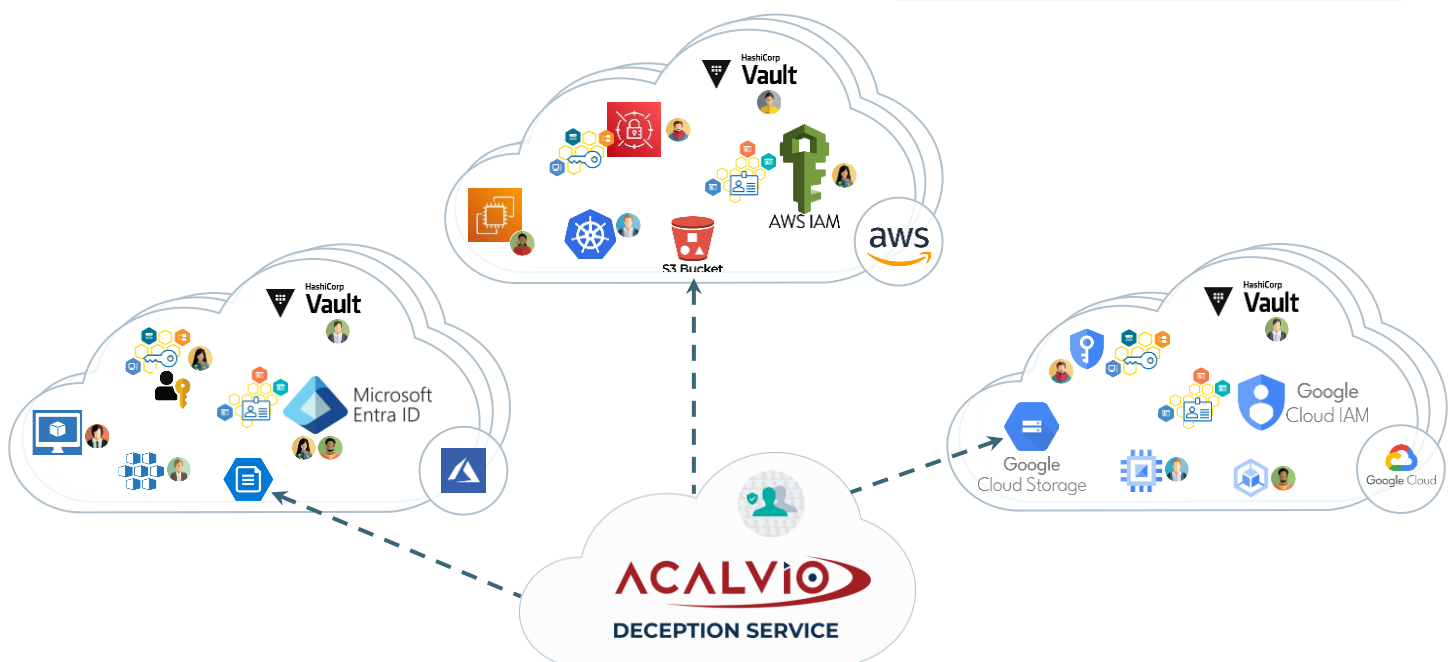 HashiCorp
Vault
AWS IAM
S3 Bucket
aws
HashiCorp
Vault
Microsoft
Entra ID
HashiCorp
Vault
Google
Cloud IAM
Google
Cloud Storage
Google Cloud
ACALVIO
DECEPTION SERVICE